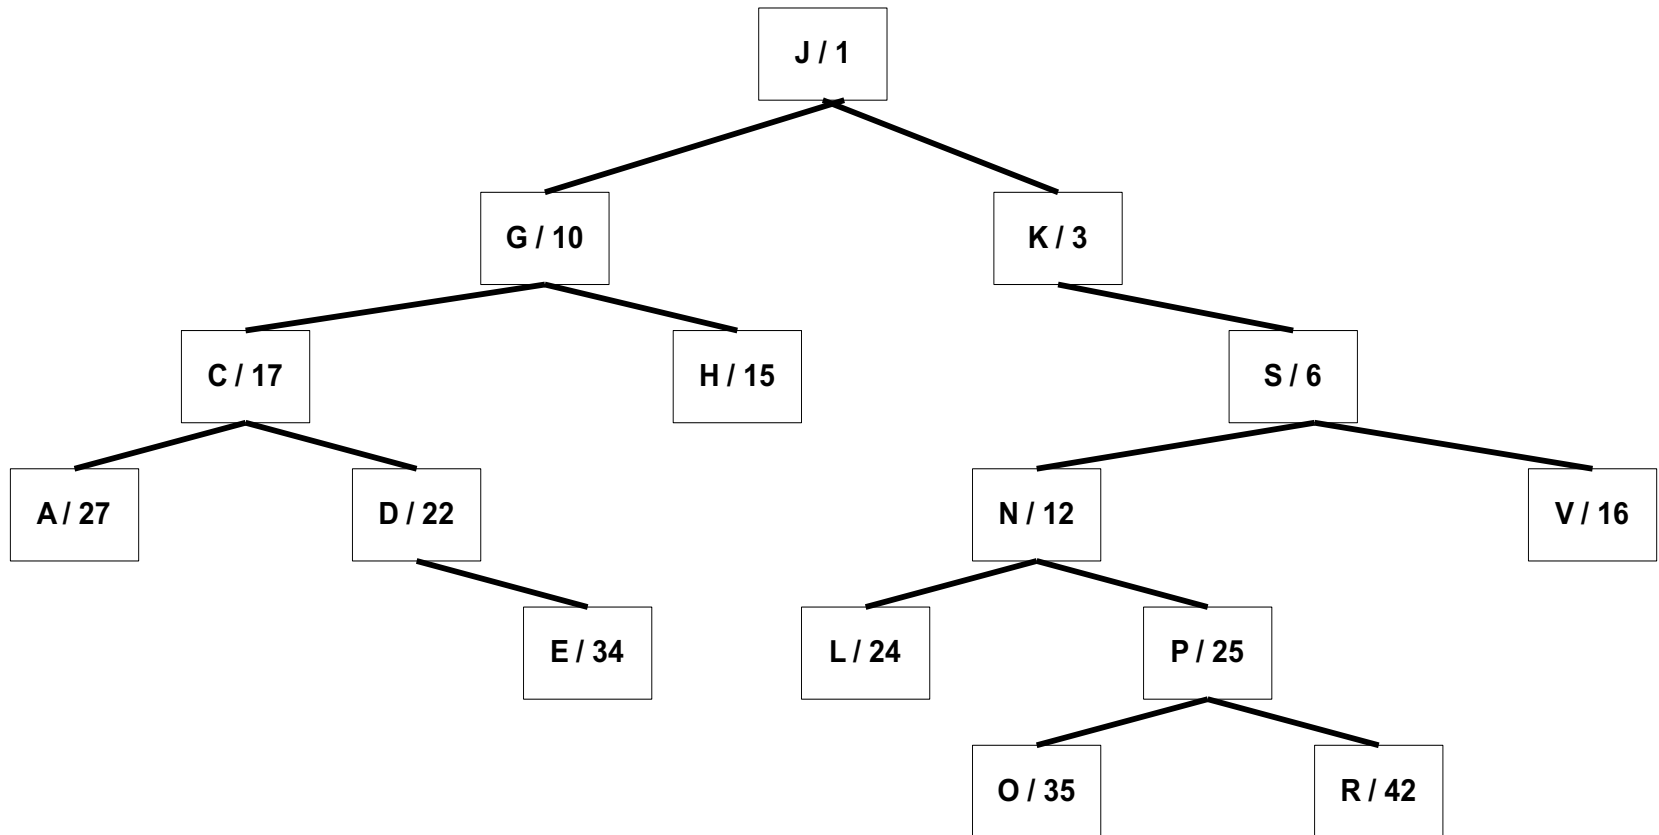 J / 1
G / 10
K / 3
C / 17
H / 15
S / 6
A / 27
D / 22
N / 12
V / 16
E / 34
L / 24
P / 25
O / 35
R / 42